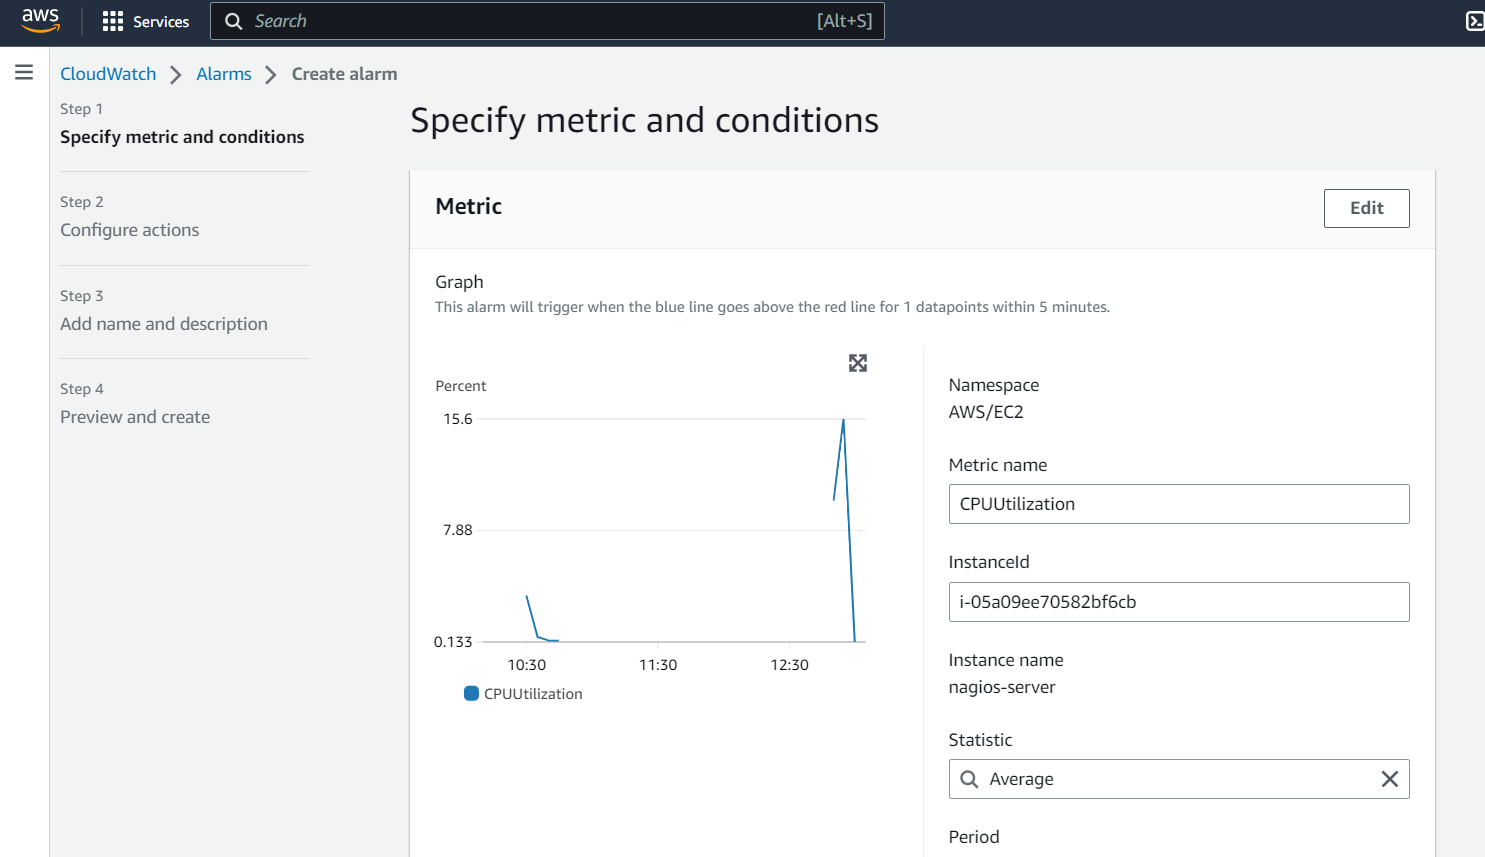 aws
Services
Search
[Alt+S]
CloudWatch
Alarms
Create alarm
Step 1
Specify metric and conditions
Step 2
Configure actions
Step 3
Add name and description
Step 4
Preview and create
Specify metric and conditions
Metric
Edit
Graph
This alarm will trigger when the blue line goes above the red line for 1 datapoints within 5 minutes.
Percent
15.6
7.88
0.133
10:30
11:30
12:30
CPUUtilization
Namespace
AWS/EC2
Metric name
CPUUtilization
InstanceId
i-05a09ee70582bf6cb
Instance name
nagios-server
Statistic
Average
Period